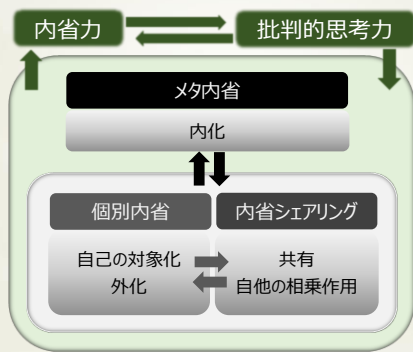 内省力
批判的思考力
メタ内省
内化
個別内省
内省シェアリング
自己の対象化
外化
共有
自他の相乗作用